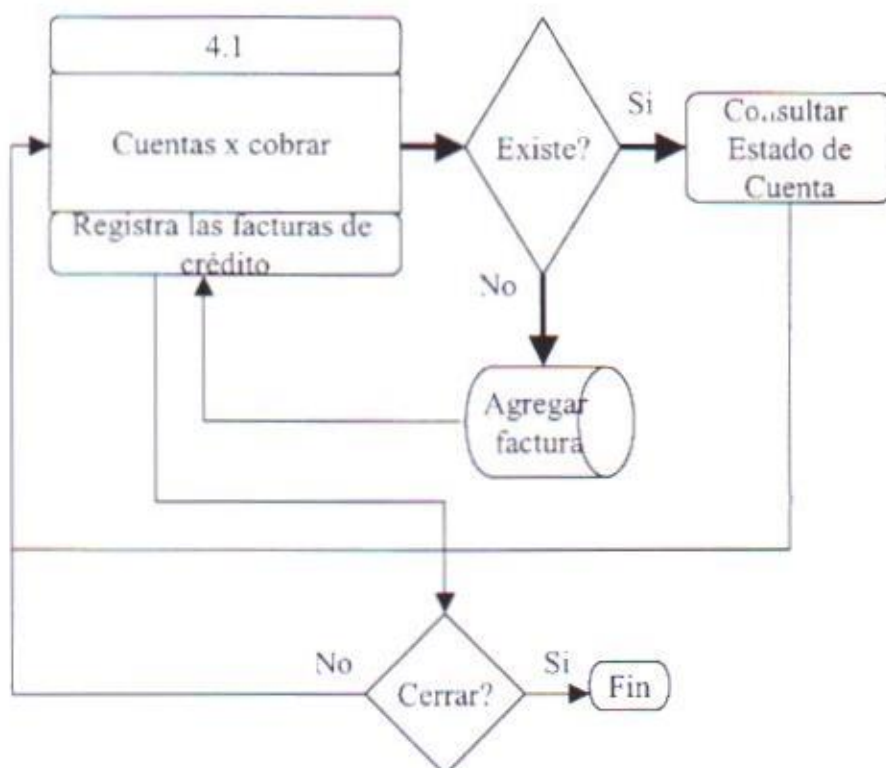 4.1
Cuentas x cobrar
Registra las facturas de
crédito
Existe?
Si
Consultar
Estado de
Cuenta
No
Agregar
factura
No
Cerrar?
Si
Fin